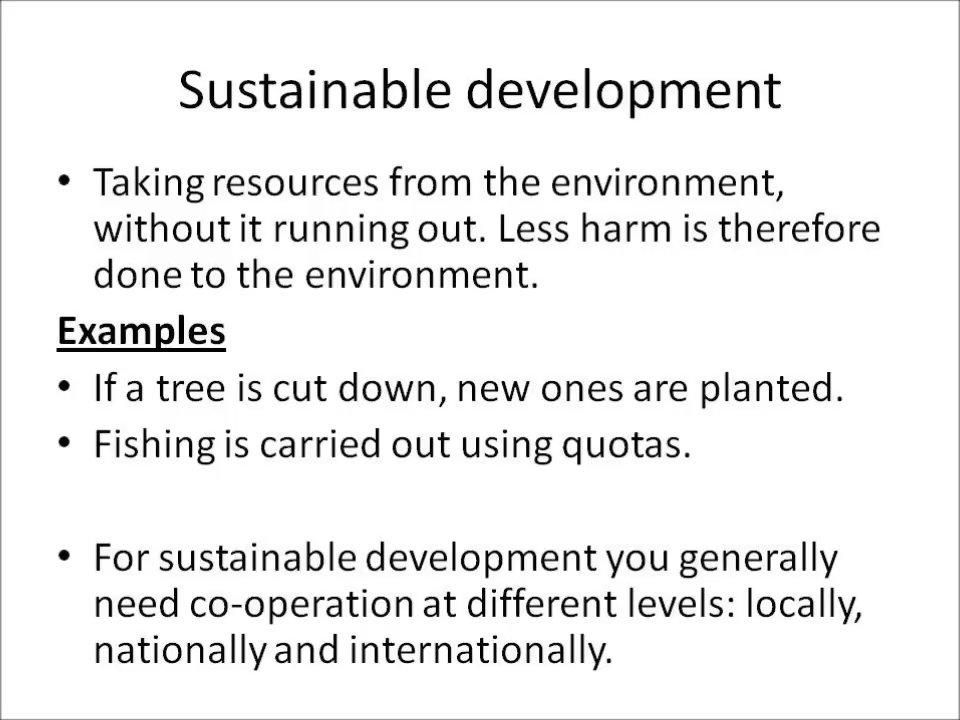 Sustainable development
• Taking resources from the environment,
without it running out. Less harm is therefore
done to the environment.
Examples
• If a tree is cut down, new ones are planted.
• Fishing is carried out using quotas.
• For sustainable development you generally
need co-operation at different levels: locally,
nationally and internationally.